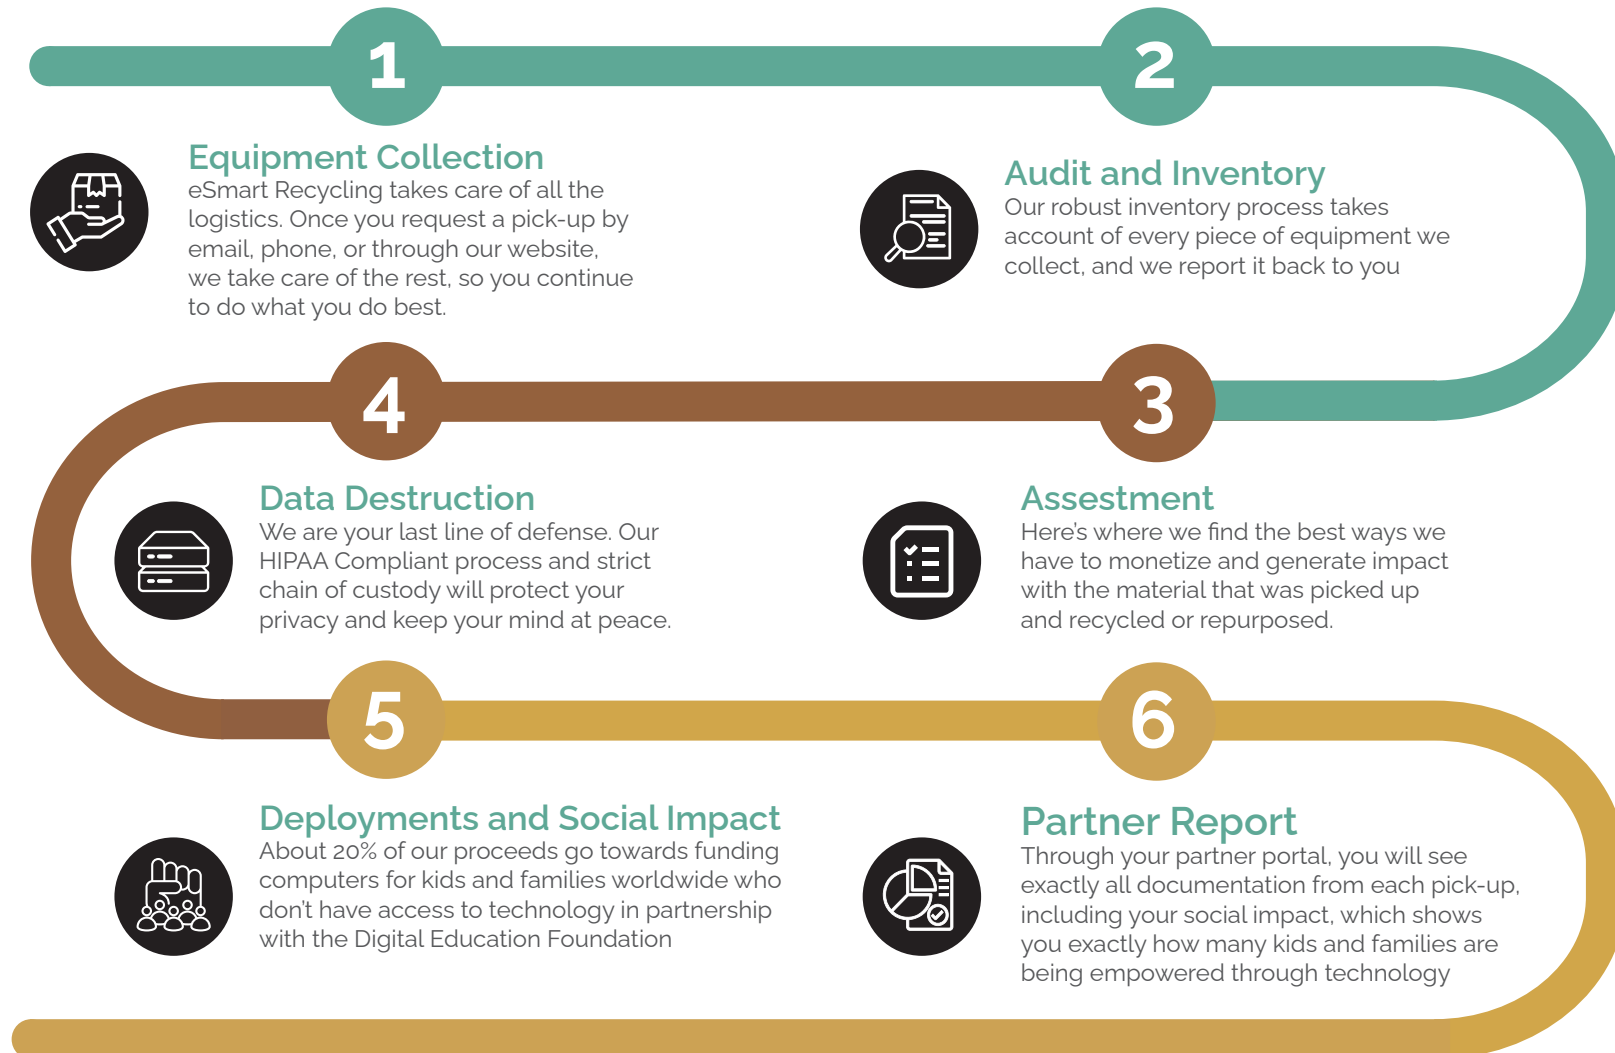 1
Equipment Collection
eSmart Recycling takes care of all the
logistics. Once you request a pick-up by
email, phone, or through our website,
we take care of the rest, so you continue
to do what you do best.
2
Audit and Inventory
Our robust inventory process takes
account of every piece of equipment we
collect, and we report it back to you
3
Assestment
Here's where we find the best ways we
have to monetize and generate impact
with the material that was picked up
and recycled or repurposed.
4
Data Destruction
We are your last line of defense. Our
HIPAA Compliant process and strict
chain of custody will protect your
privacy and keep your mind at peace.
5
Deployments and Social Impact
About 20% of our proceeds go towards funding
computers for kids and families worldwide who
don't have access to technology in partnership
with the Digital Education Foundation
6
Partner Report
Through your partner portal, you will see
exactly all documentation from each pick-up,
including your social impact, which shows
you exactly how many kids and families are
being empowered through technology